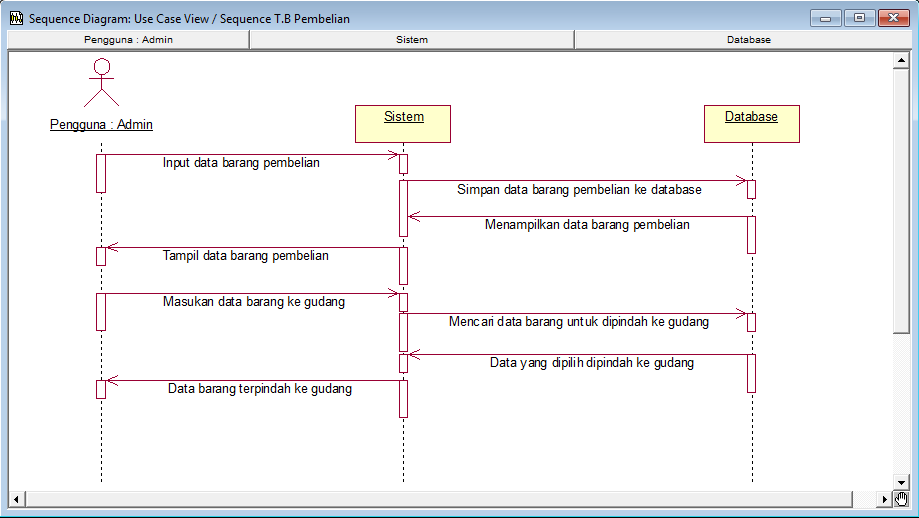 Sequence Diagram: Use Case View / Sequence T.B Pembelian
Pengguna : Admin
Sistem
Database
Pengguna : Admin
Sistem
Database
Input data barang pembelian
Simpan data barang pembelian ke database
Menampilkan data barang pembelian
Tampil data barang pembelian
Masukan data barang ke gudang
Mencari data barang untuk dipindah ke gudang
Data yang dipilih dipindah ke gudang
Data barang terpindah ke gudang